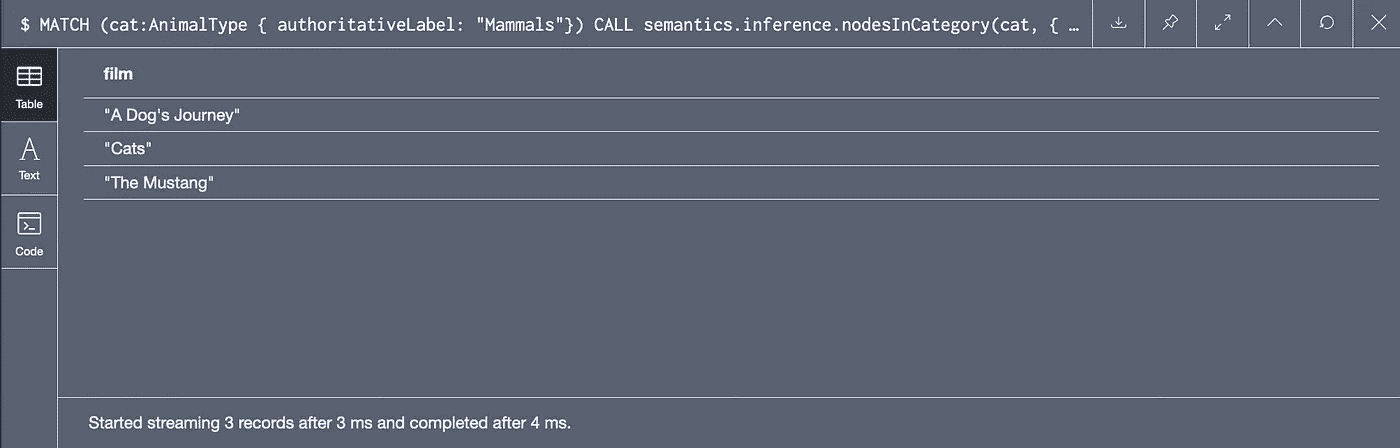 $ MATCH (cat:AnimalType { authoritativeLabel: "Mammals"}) CALL semantics.inference.nodesInCategory(cat, { …
Table
Text
Code
film
"A Dog's Journey"
"Cats"
"The Mustang"
Started streaming 3 records after 3 ms and completed after 4 ms.